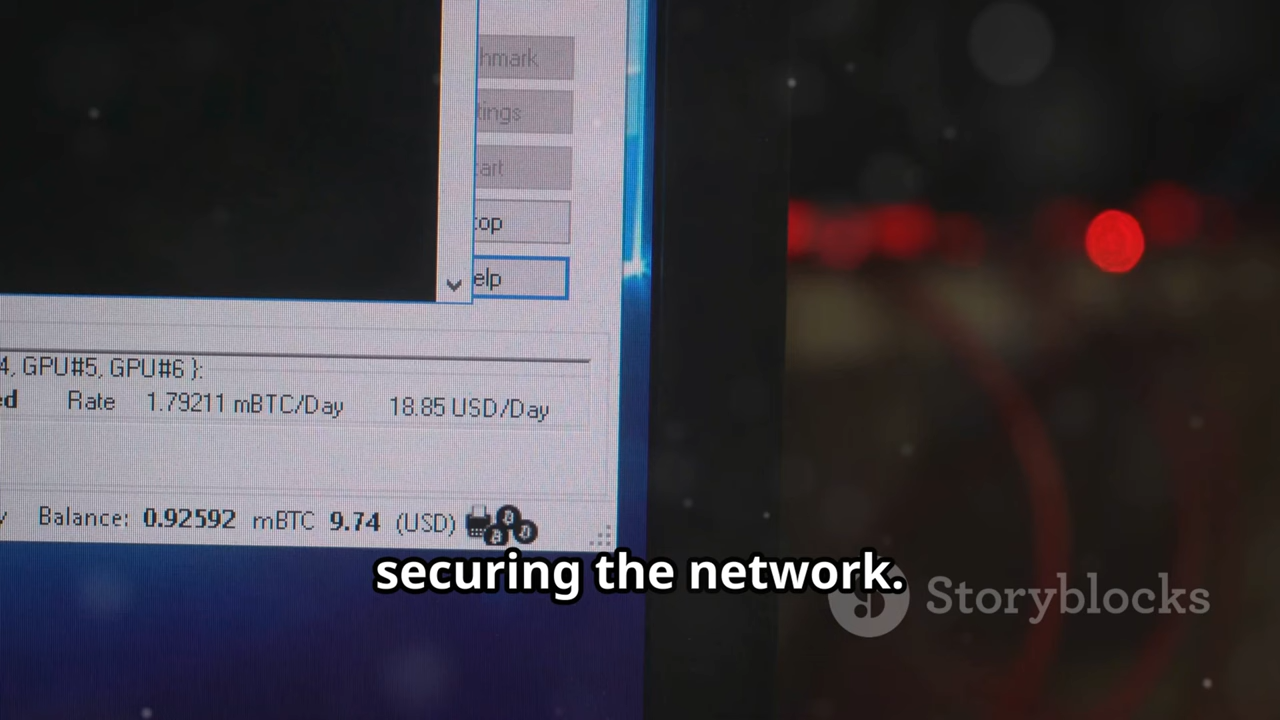 hmark
tings
art
top
elp
4, GPU#5, GPU#6 }:
ed Rate 1.79211 mBTC/Day 18.85 USD/Day
y Balance: 0.92592 mBTC 9.74 (USD)
securing the network.
Storyblocks